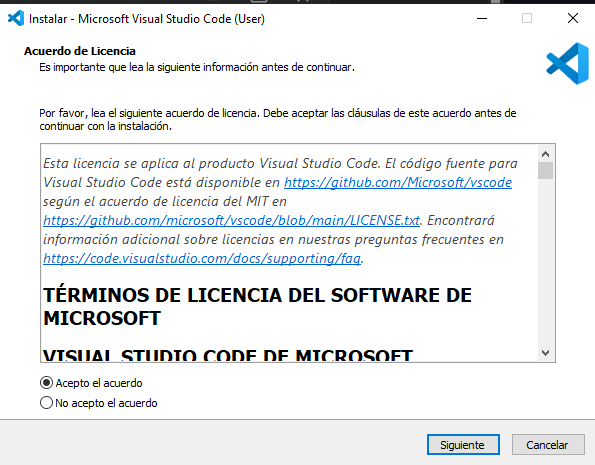 Instalar - Microsoft Visual Studio Code (User)
Acuerdo de Licencia
Es importante que lea la siguiente información antes de continuar.
Por favor, lea el siguiente acuerdo de licencia. Debe aceptar las cláusulas de este acuerdo antes de
continuar con la instalación.
Esta licencia se aplica al producto Visual Studio Code. El código fuente para
Visual Studio Code está disponible en https://github.com/Microsoft/vscode
según el acuerdo de licencia del MIT en
https://github.com/microsoft/vscode/blob/main/LICENSE.txt. Encontrará
información adicional sobre licencias en nuestras preguntas frecuentes en
https://code.visualstudio.com/docs/supporting/faq.
TÉRMINOS DE LICENCIA DEL SOFTWARE DE
MICROSOFT
VISUAL STUDIO CODE DE MICROSOFT
Acepto el acuerdo
No acepto el acuerdo
Siguiente
Cancelar